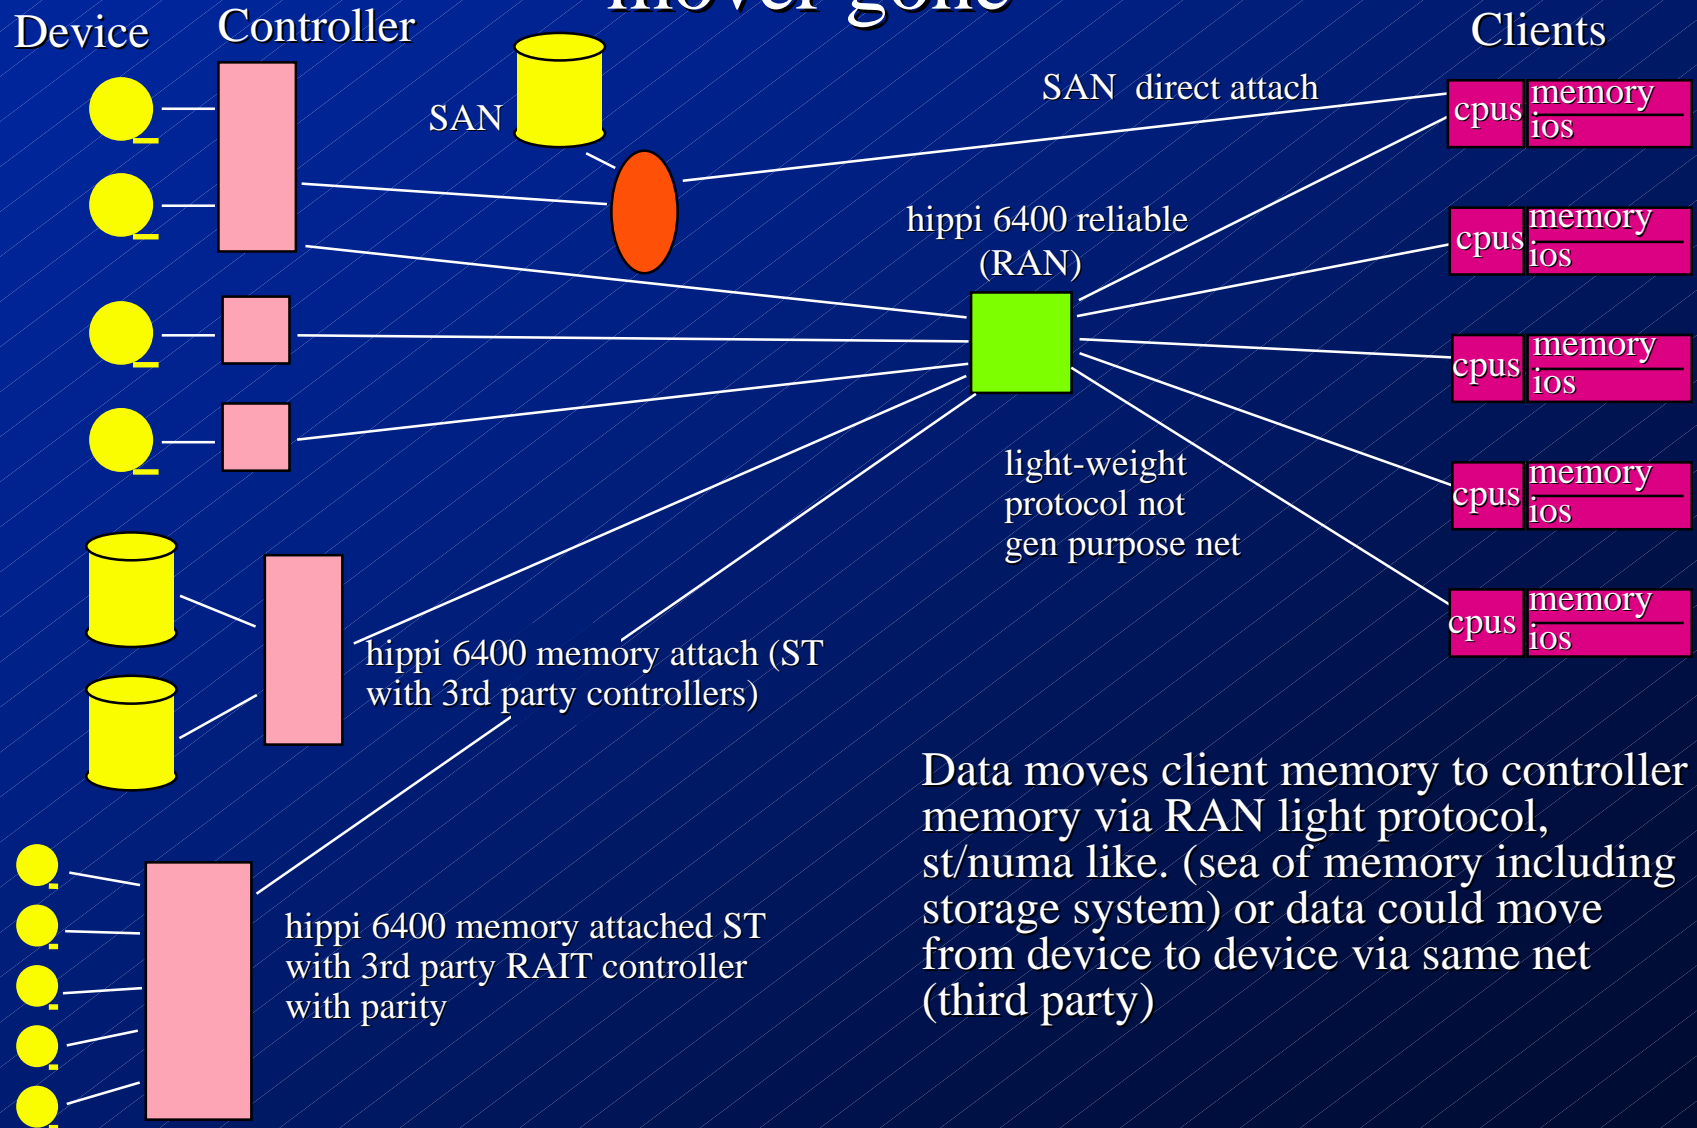 mover gone
Device
Controller
Clients
SAN
SAN direct attach
cpus
memory
ios
hippi 6400 reliable
(RAN)
cpus
memory
ios
cpus
memory
ios
light-weight
protocol not
gen purpose net
cpus
memory
ios
cpus
memory
ios
hippi 6400 memory attach (ST
with 3rd party controllers)
Data moves client memory to controller
memory via RAN light protocol,
st/numa like. (sea of memory including
storage system) or data could move
from device to device via same net
(third party)
hippi 6400 memory attached ST
with 3rd party RAIT controller
with parity